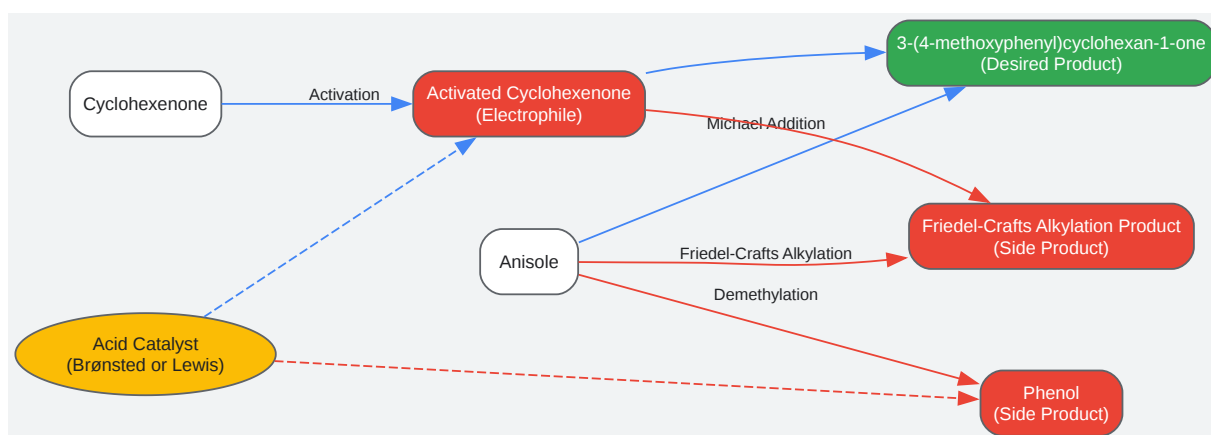 3-(4-methoxyphenyl)cyclohexan-1-one
(Desired Product)
Cyclohexenone
Activation
Activated Cyclohexenone
(Electrophile)
Michael Addition
Friedel-Crafts Alkylation Product
(Side Product)
Anisole
Friedel-Crafts Alkylation
Demethylation
Acid Catalyst
(Brønsted or Lewis)
Phenol
(Side Product)